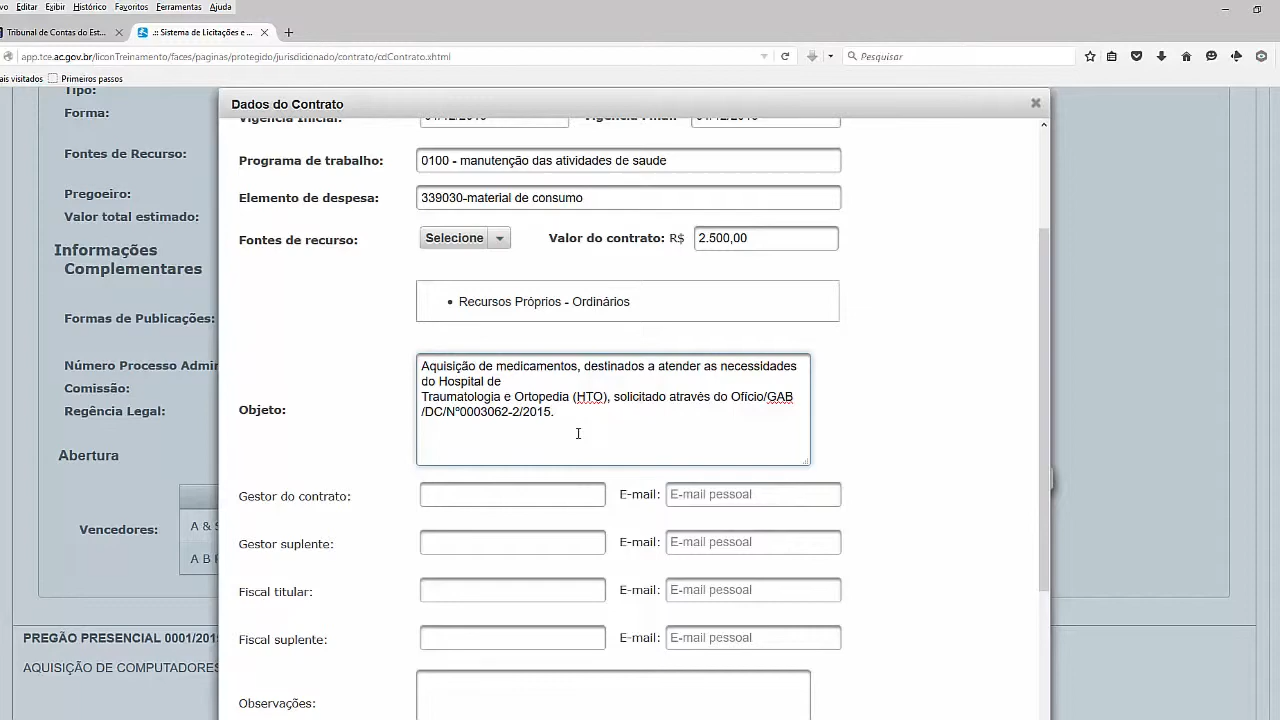 Editar Exibir Histórico Favoritos Ferramentas Ajuda
Tribunal de Contas do Est...
.:: Sistema de Licitações e ...
app.tce.ac.gov.br/liconTreinamento/faces/paginas/protegido/jurisdicionado/contrato/cdContrato.xhtml
Pesquisar
ais visitados Primeiros passos
Tipo:
Forma:
Fontes de Recurso:
Pregoeiro:
Valor total estimado:
Informações
Complementares
Formas de Publicações:
Número Processo Admin
Comissão:
Regência Legal:
Abertura
Vencedores:
A & S
A B F
PREGÃO PRESENCIAL 0001/201
AQUISIÇÃO DE COMPUTADORES
Dados do Contrato
Vigência Inicial:
Programa de trabalho: 0100 - manutenção das atividades de saude
Elemento de despesa: 339030-material de consumo
Fontes de recurso: Selecione Valor do contrato: R$ 2.500,00
• Recursos Próprios - Ordinários
Objeto:
Aquisição de medicamentos, destinados a atender as necessidades
do Hospital de
Traumatologia e Ortopedia (HTO), solicitado através do Ofício/GAB
/DC/Nº0003062-2/2015.
Gestor do contrato: E-mail: E-mail pessoal
Gestor suplente: E-mail: E-mail pessoal
Fiscal titular: E-mail: E-mail pessoal
Fiscal suplente: E-mail: E-mail pessoal
Observações: